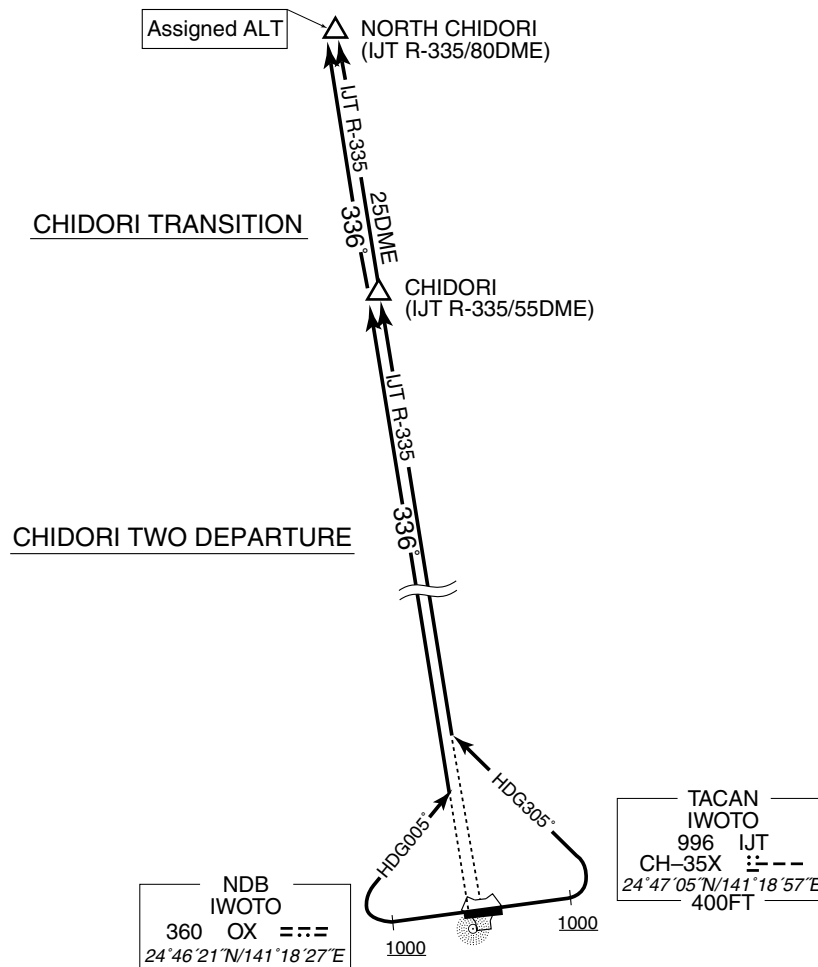 Assigned ALT
NORTH CHIDORI
(IJT R-335/80DME)
IJT R-335
25DME
336°
CHIDORI TRANSITION
CHIDORI
(IJT R-335/55DME)
IJT R-335
336°
CHIDORI TWO DEPARTURE
HDG005°
HDG305°
TACAN
IWOTO
996 IJT
CH–35X
24°47′05″N/141°18′57″E
400FT
1000
1000
NDB
IWOTO
360 OX
24°46′21″N/141°18′27″E